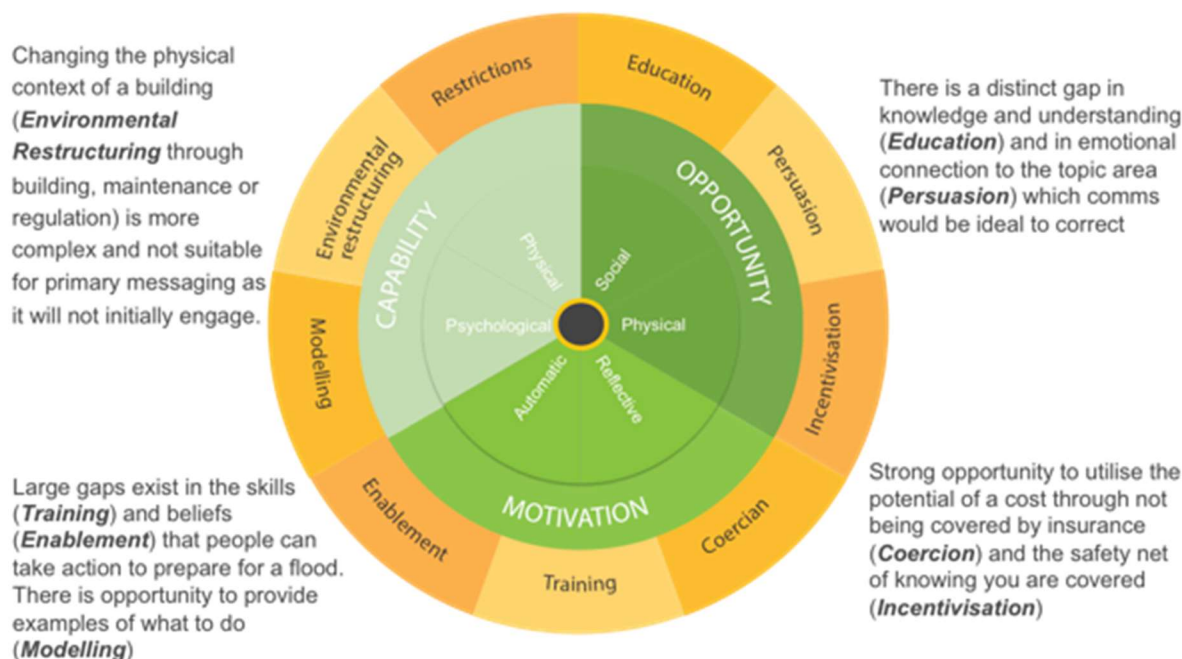 Changing the physical
context of a building
(Environmental
Restructuring through
building, maintenance or
regulation) is more
complex and not suitable
for primary messaging as
it will not initially engage.
Restrictions
Education
Environmental
restructuring
Persuasion
CAPABILITY
OPPORTUNITY
Physical
Social
Psychological
Physical
Automatic
Reflective
MOTIVATION
Modelling
Incentivisation
Enablement
Training
Coercian
There is a distinct gap in
knowledge and understanding
(Education) and in emotional
connection to the topic area
(Persuasion) which comms
would be ideal to correct
Large gaps exist in the skills
(Training) and beliefs
(Enablement) that people can
take action to prepare for a flood.
There is opportunity to provide
examples of what to do
(Modelling)
Strong opportunity to utilise the
potential of a cost through not
being covered by insurance
(Coercion) and the safety net
of knowing you are covered
(Incentivisation)